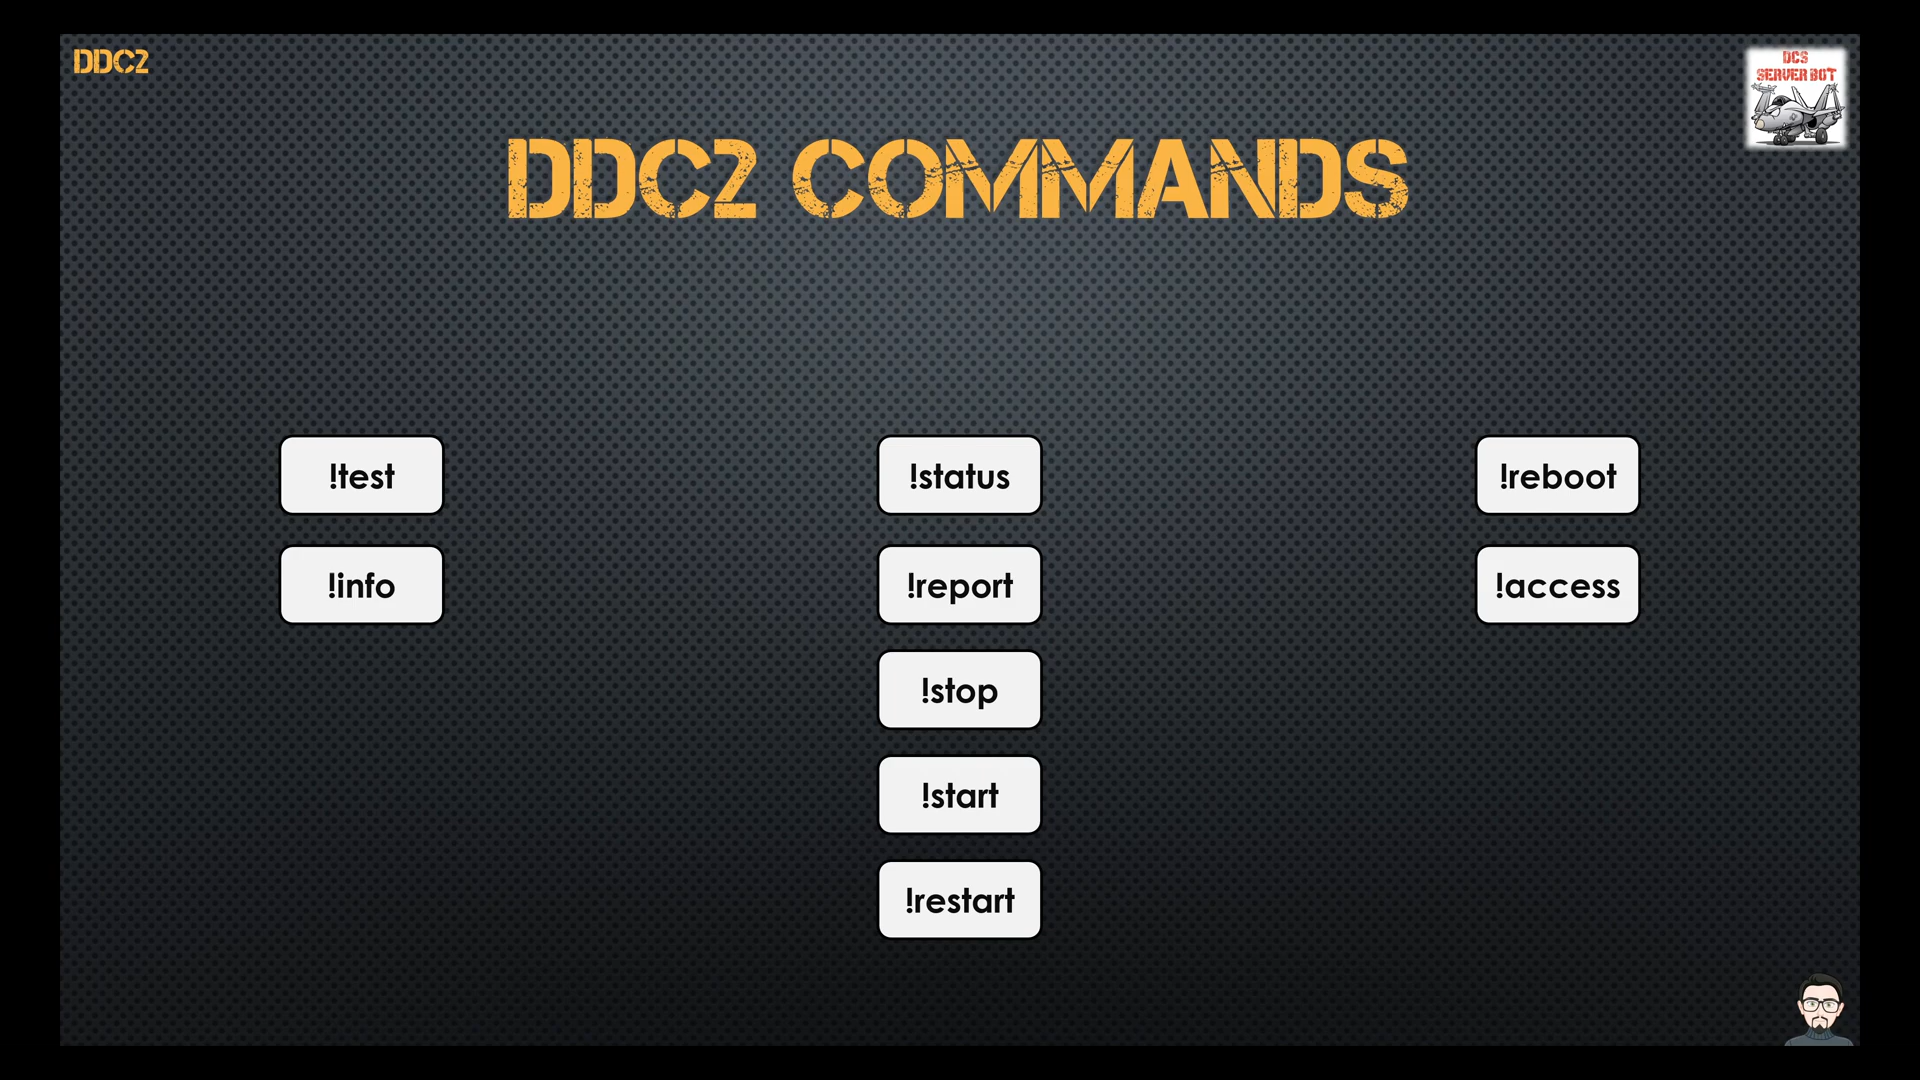 DDC2
DCS
SERVER BOT
DDC2 COMMANDS
!test
!info
!status
!report
!stop
!start
!restart
!reboot
!access